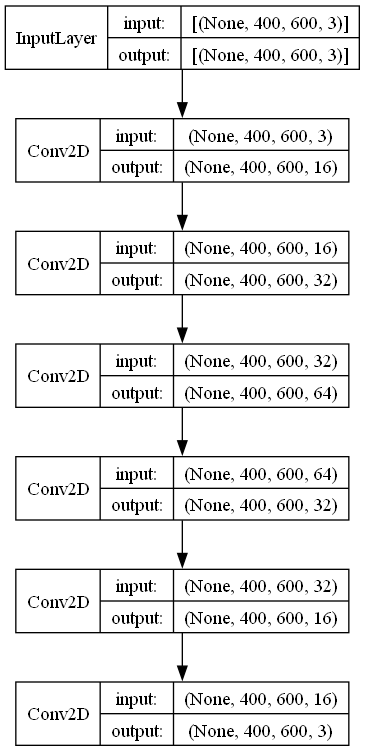 InputLayer
input: [(None, 400, 600, 3)]
output: [(None, 400, 600, 3)]
Conv2D
input: (None, 400, 600, 3)
output: (None, 400, 600, 16)
Conv2D
input: (None, 400, 600, 16)
output: (None, 400, 600, 32)
Conv2D
input: (None, 400, 600, 32)
output: (None, 400, 600, 64)
Conv2D
input: (None, 400, 600, 64)
output: (None, 400, 600, 32)
Conv2D
input: (None, 400, 600, 32)
output: (None, 400, 600, 16)
Conv2D
input: (None, 400, 600, 16)
output: (None, 400, 600, 3)